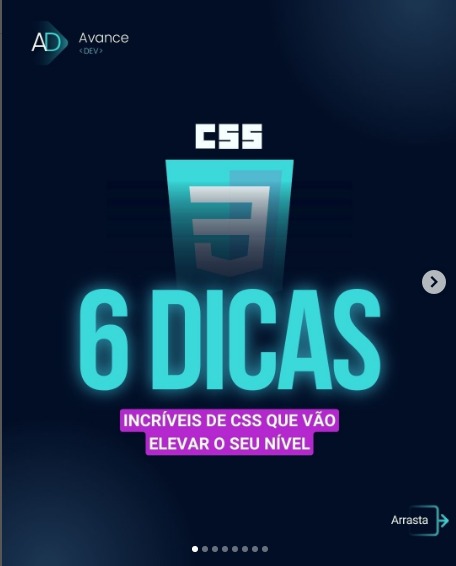 AD
Avance
<DEV>
CSS
3
6 DICAS
INCRÍVEIS DE CSS QUE VÃO
ELEVAR O SEU NÍVEL
Arrasta